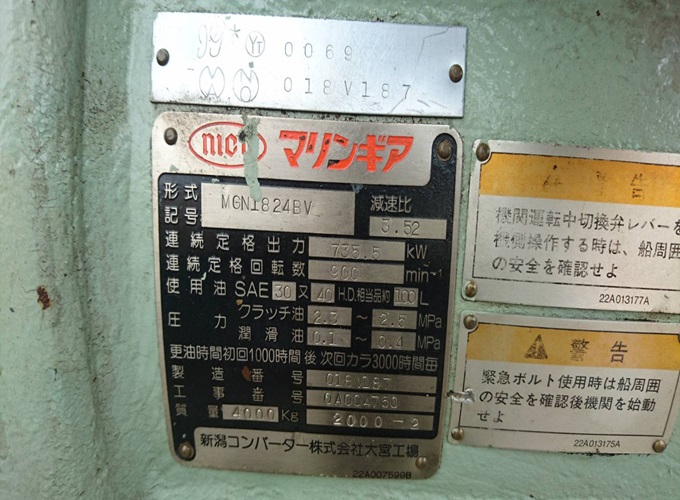 0069
018V187
nico マリンギア
形式記号 MGN1824BV 減速比 3.52
連続定格出力 735.5 kW
連続定格回転数 900 min⁻¹
使用油 SAE 30 又 40 H.D.相当品約 100 L
圧力 クラッチ油 2.3 ~ 2.5 MPa
潤滑油 0.1 ~ 0.4 MPa
更油時間初回1000時間後 次回カラ3000時間毎
製造番号 018V187
工事番号
質量 4000 Kg 2000-2
新潟コンバーター株式会社大宮工場
22A007599B
警告
機関運転中切換弁レバーを
機側操作する時は、船周囲
の安全を確認せよ
22A013177A
警告
緊急ボルト使用時は船周囲
の安全を確認後機関を始動
せよ
22A013175A